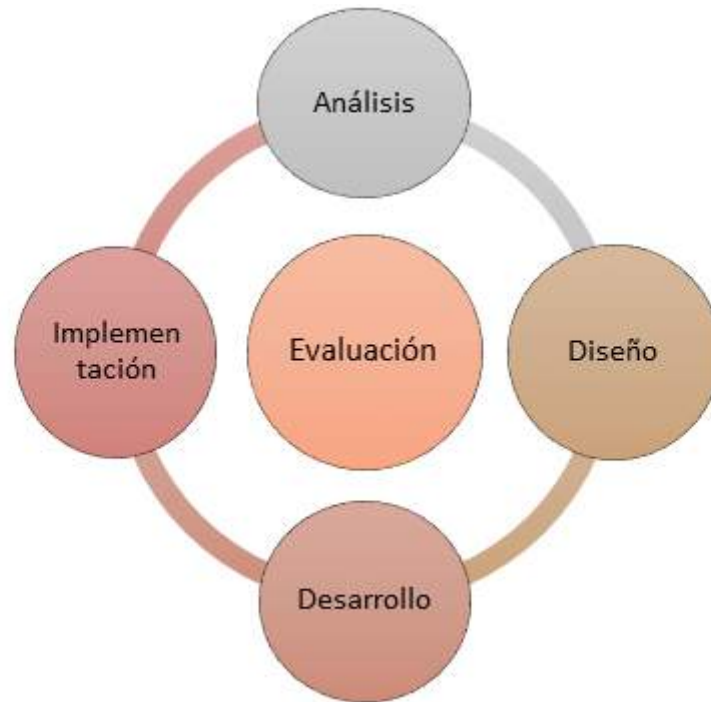 Análisis
Implemen
tación
Evaluación
Diseño
Desarrollo